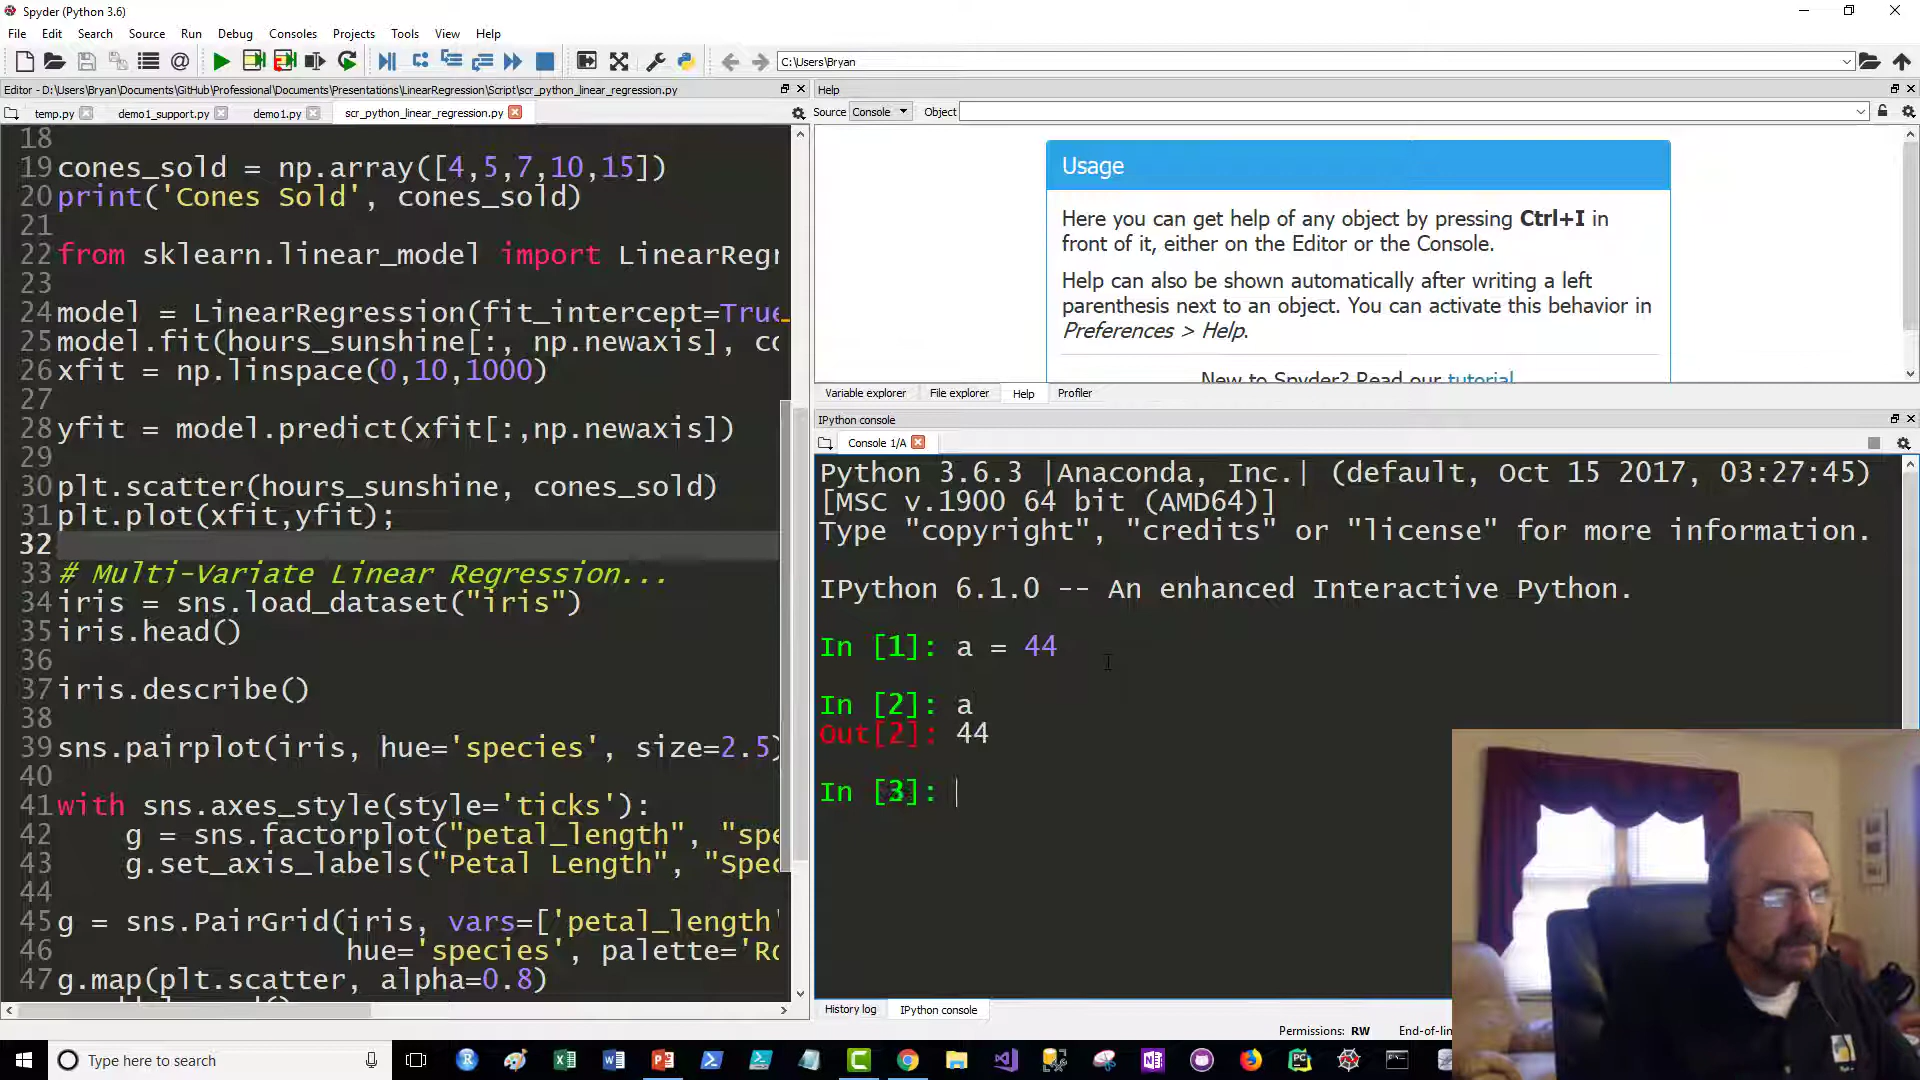 Spyder (Python 3.6)
File Edit Search Source Run Debug Consoles Projects Tools View Help
C:\Users\Bryan
Editor - D:\Users\Bryan\Documents\GitHub\Professional\Documents\Presentations\LinearRegression\Script\scr_python_linear_regression.py
temp.py demo1_support.py demo1.py scr_python_linear_regression.py
18
19 cones_sold = np.array([4,5,7,10,15])
20 print('Cones Sold', cones_sold)
21
22 from sklearn.linear_model import LinearRegr
23
24 model = LinearRegression(fit_intercept=True
25 model.fit(hours_sunshine[:, np.newaxis], co
26 xfit = np.linspace(0,10,1000)
27
28 yfit = model.predict(xfit[:,np.newaxis])
29
30 plt.scatter(hours_sunshine, cones_sold)
31 plt.plot(xfit,yfit);
32
33 # Multi-Variate Linear Regression...
34 iris = sns.load_dataset("iris")
35 iris.head()
36
37 iris.describe()
38
39 sns.pairplot(iris, hue='species', size=2.5)
40
41 with sns.axes_style(style='ticks'):
42 g = sns.factorplot("petal_length", "spe
43 g.set_axis_labels("Petal Length", "Spec
44
45 g = sns.PairGrid(iris, vars=['petal_length'
46 hue='species', palette='Rd
47 g.map(plt.scatter, alpha=0.8)
Help
Source Console Object
Usage
Here you can get help of any object by pressing Ctrl+I in
front of it, either on the Editor or the Console.
Help can also be shown automatically after writing a left
parenthesis next to an object. You can activate this behavior in
Preferences > Help.
New to Spyder? Read our tutorial
Variable explorer File explorer Help Profiler
IPython console
Console 1/A
Python 3.6.3 |Anaconda, Inc.| (default, Oct 15 2017, 03:27:45)
[MSC v.1900 64 bit (AMD64)]
Type "copyright", "credits" or "license" for more information.
IPython 6.1.0 -- An enhanced Interactive Python.
In [1]: a = 44
In [2]: a
Out[2]: 44
In [3]:
History log IPython console
Permissions: RW End-of-lin
Type here to search